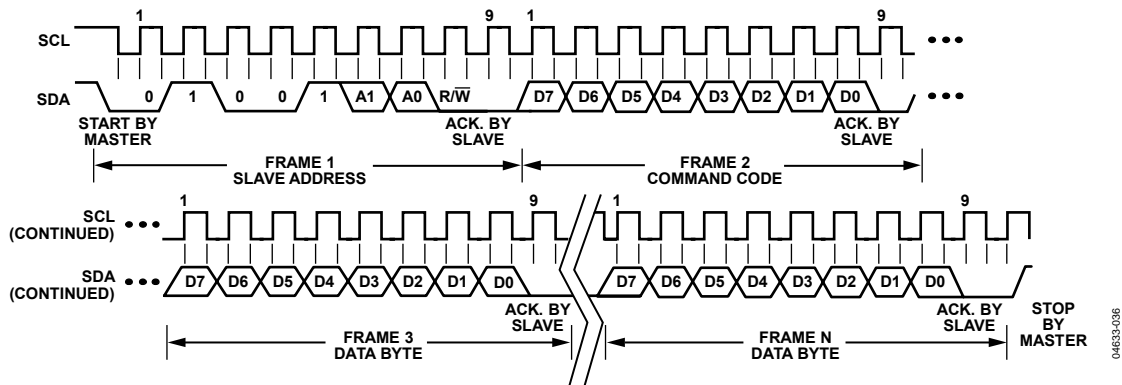 1 9 1 9
SCL
SDA 0 1 0 0 1 A1 A0 R/W̅ D7 D6 D5 D4 D3 D2 D1 D0
START BY MASTER
ACK. BY SLAVE
ACK. BY SLAVE
FRAME 1
SLAVE ADDRESS
FRAME 2
COMMAND CODE
1 9 1 9
SCL
(CONTINUED)
SDA
(CONTINUED)
D7 D6 D5 D4 D3 D2 D1 D0 D7 D6 D5 D4 D3 D2 D1 D0
ACK. BY SLAVE
ACK. BY SLAVE
STOP BY MASTER
FRAME 3
DATA BYTE
FRAME N
DATA BYTE
04633-036